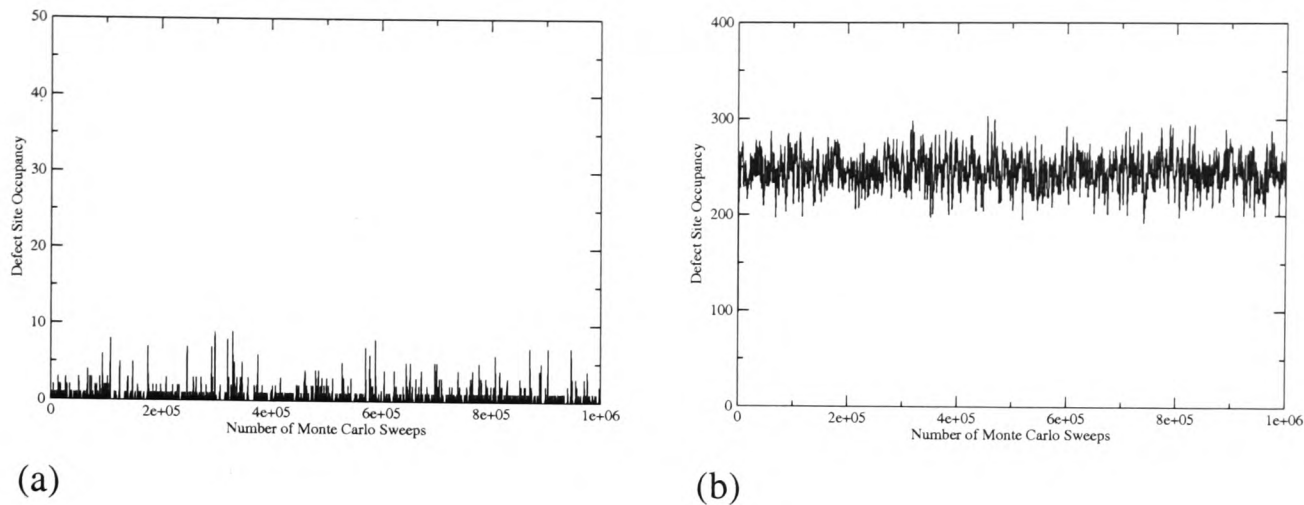 50
40
30
20
10
0
Defect Site Occupancy
0
2e+05
4e+05
6e+05
8e+05
1e+06
Number of Monte Carlo Sweeps
(a)
400
300
200
100
0
Defect Site Occupancy
0
2e+05
4e+05
6e+05
8e+05
1e+06
Number of Monte Carlo Sweeps
(b)